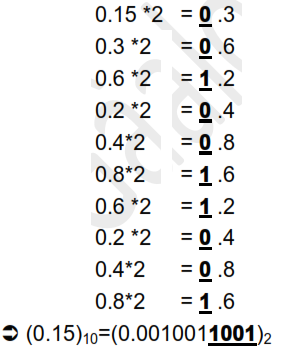 0.15 *2 = 0 .3
0.3 *2 = 0 .6
0.6 *2 = 1 .2
0.2 *2 = 0 .4
0.4*2 = 0 .8
0.8*2 = 1 .6
0.6 *2 = 1 .2
0.2 *2 = 0 .4
0.4*2 = 0 .8
0.8*2 = 1 .6
➲ (0.15)10=(0.0010011001)2